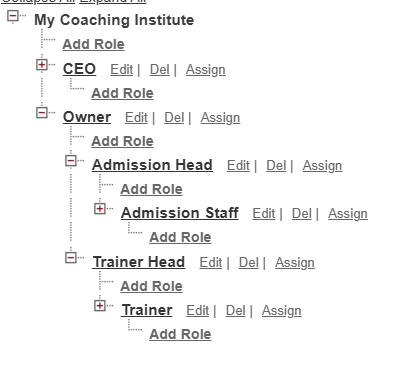 Collapse All Expand All
My Coaching Institute
Add Role
CEO Edit | Del | Assign
Add Role
Owner Edit | Del | Assign
Add Role
Admission Head Edit | Del | Assign
Add Role
Admission Staff Edit | Del | Assign
Add Role
Trainer Head Edit | Del | Assign
Add Role
Trainer Edit | Del | Assign
Add Role